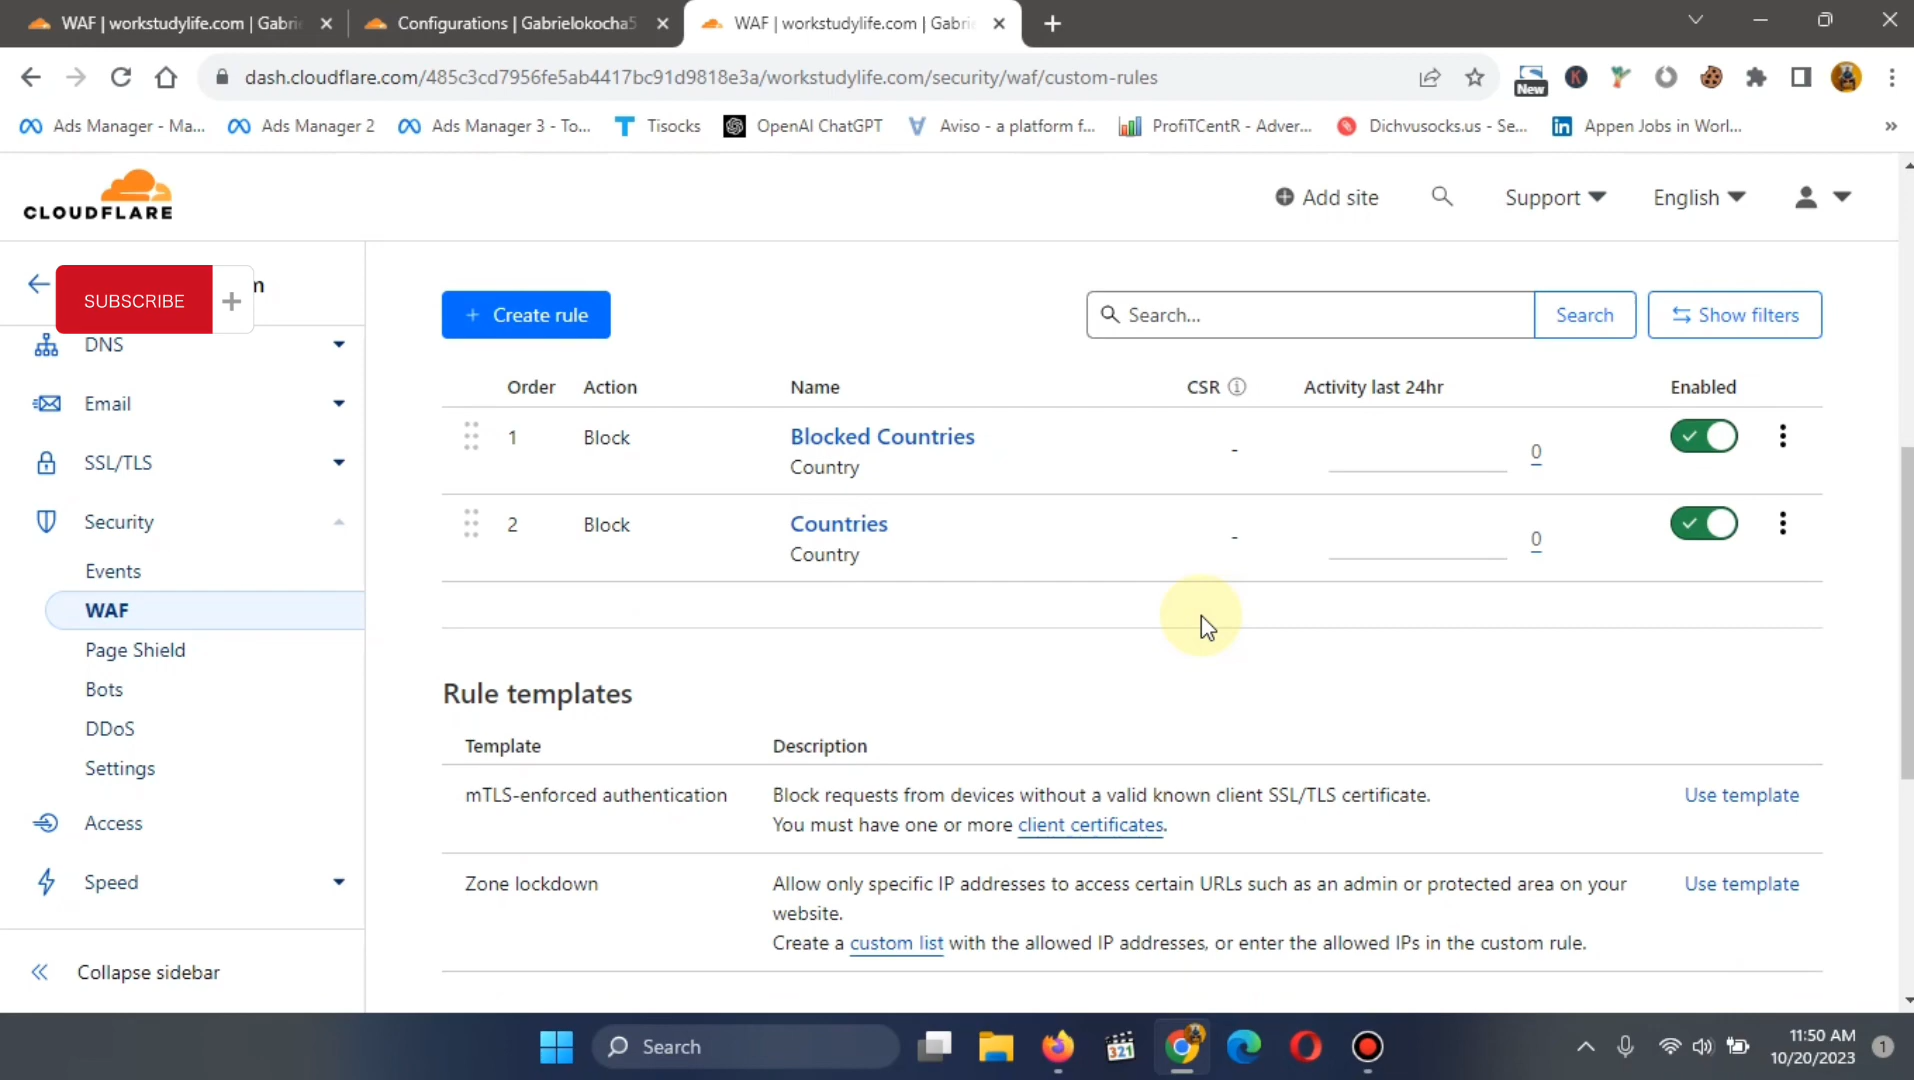 WAF | workstudylife.com | Gabri
Configurations | Gabrielokocha5
WAF | workstudylife.com | Gabri
dash.cloudflare.com/485c3cd7956fe5ab4417bc91d9818e3a/workstudylife.com/security/waf/custom-rules
New
K
Ads Manager - Ma...
Ads Manager 2
Ads Manager 3 - To...
Tisocks
OpenAI ChatGPT
Aviso - a platform f...
ProfiTCentR - Adver...
Dichvusocks.us - Se...
Appen Jobs in Worl...
CLOUDFLARE
Add site
Support
English
SUBSCRIBE
m
DNS
Email
SSL/TLS
Security
Events
WAF
Page Shield
Bots
DDoS
Settings
Access
Speed
Collapse sidebar
+ Create rule
Search...
Search
Show filters
Order Action Name CSR Activity last 24hr Enabled
1 Block Blocked Countries - 0
Country
2 Block Countries - 0
Country
Rule templates
Template Description
mTLS-enforced authentication Block requests from devices without a valid known client SSL/TLS certificate. Use template
You must have one or more client certificates.
Zone lockdown Allow only specific IP addresses to access certain URLs such as an admin or protected area on your Use template
website.
Create a custom list with the allowed IP addresses, or enter the allowed IPs in the custom rule.
Search
321
11:50 AM
10/20/2023
1